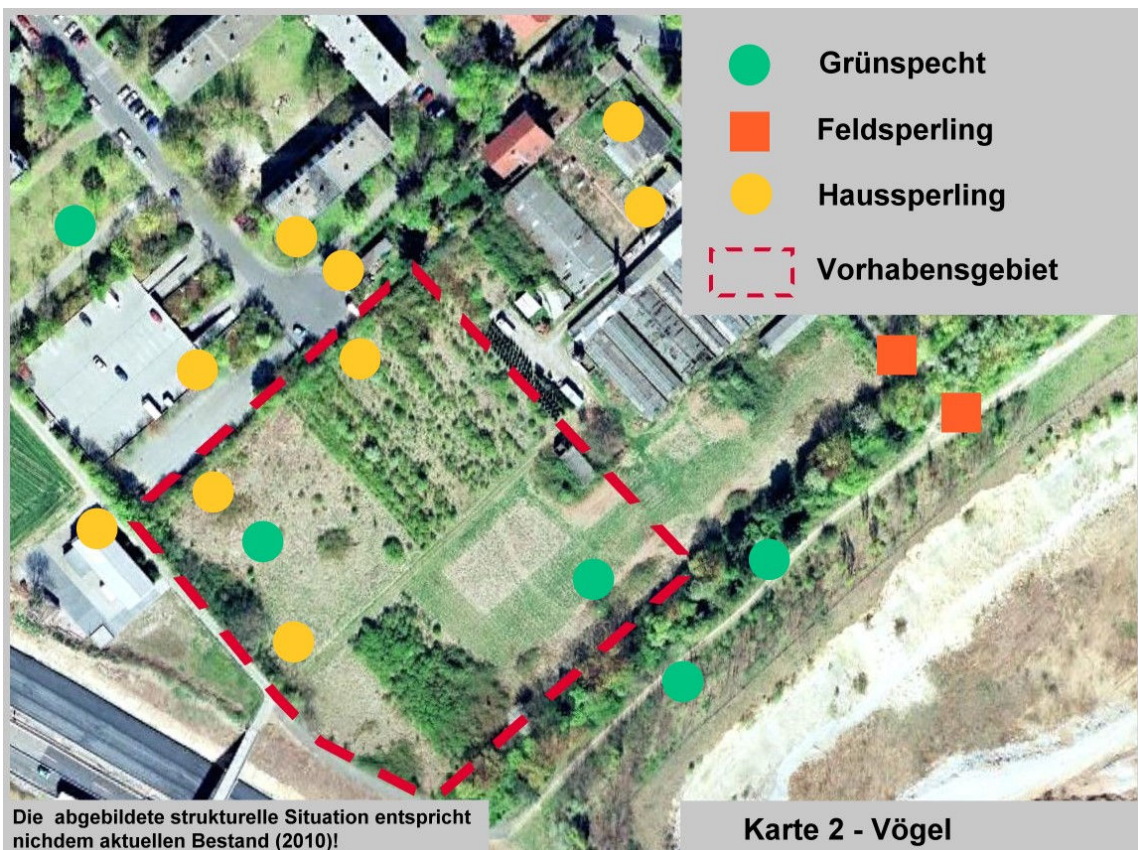 Grünspecht
Feldsperling
Haussperling
Vorhabensgebiet
Die abgebildete strukturelle Situation entspricht
nichdem aktuellen Bestand (2010)!
Karte 2 - Vögel